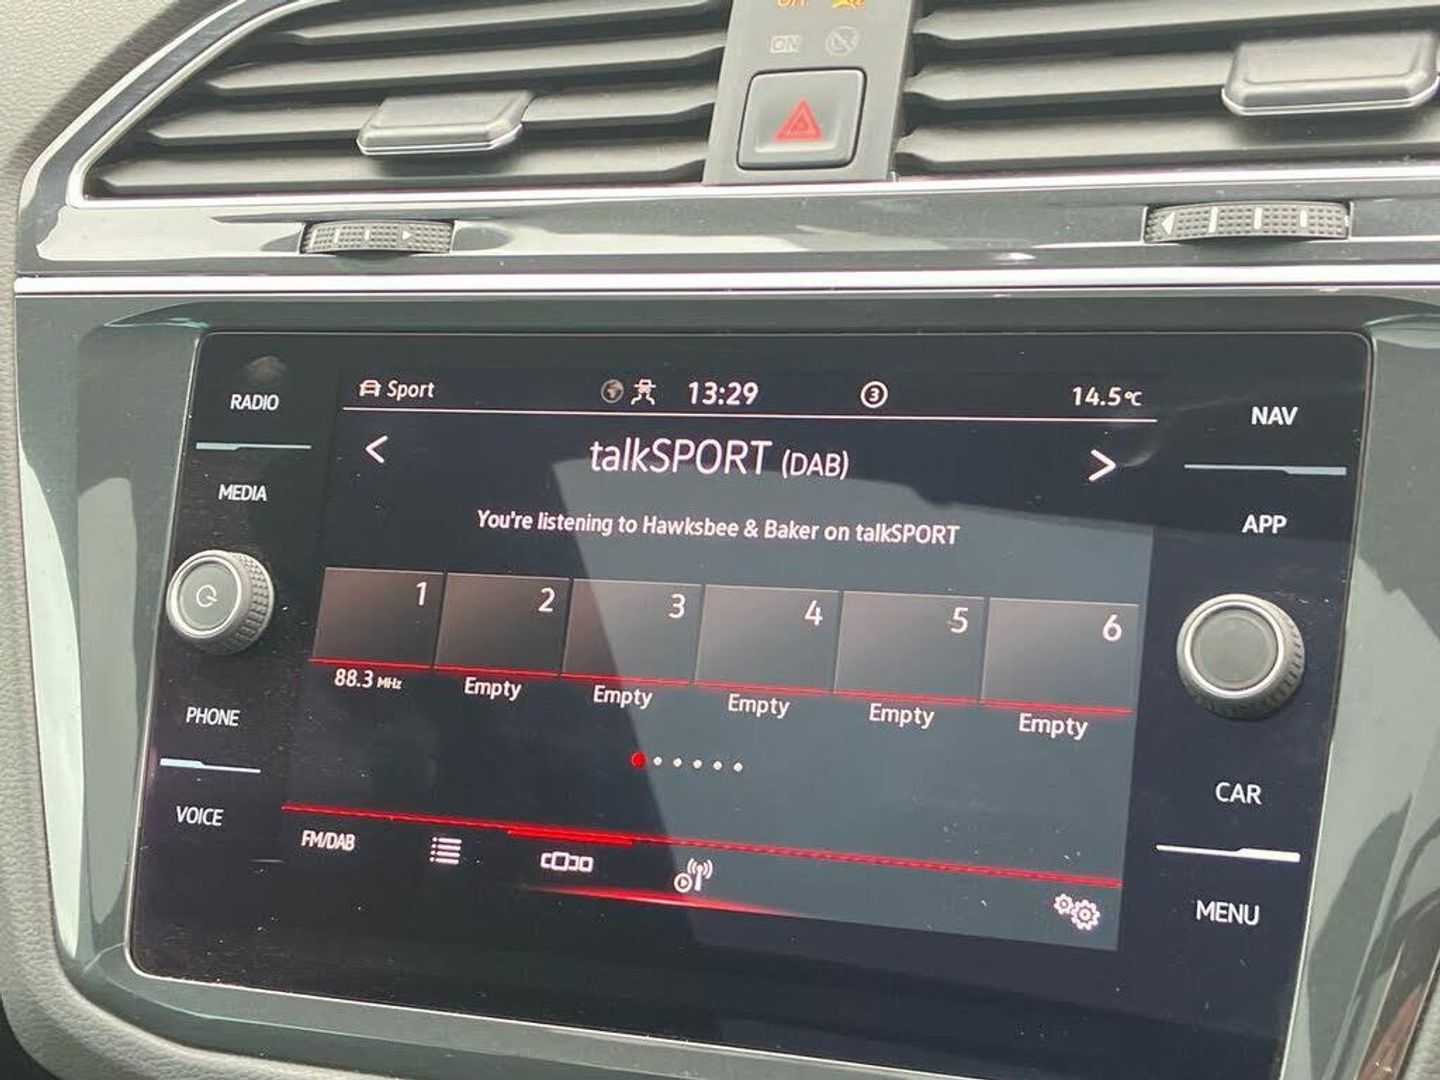 OFF
ON
RADIO
MEDIA
PHONE
VOICE
Sport
13:29
3
14.5°C
talkSPORT (DAB)
You're listening to Hawksbee & Baker on talkSPORT
1
2
3
4
5
6
88.3 MHz
Empty
Empty
Empty
Empty
Empty
FM/DAB
NAV
APP
CAR
MENU